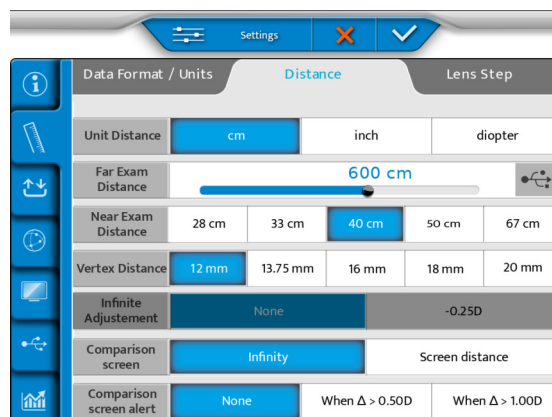 Settings
Data Format / Units Distance Lens Step
Unit Distance cm inch diopter
Far Exam
Distance
600 cm
Near Exam
Distance
28 cm 33 cm 40 cm 50 cm 67 cm
Vertex Distance 12 mm 13.75 mm 16 mm 18 mm 20 mm
Infinite
Adjustement
None -0.25D
Comparison
screen
Infinity Screen distance
Comparison
screen alert
None When Δ > 0.50D When Δ > 1.00D